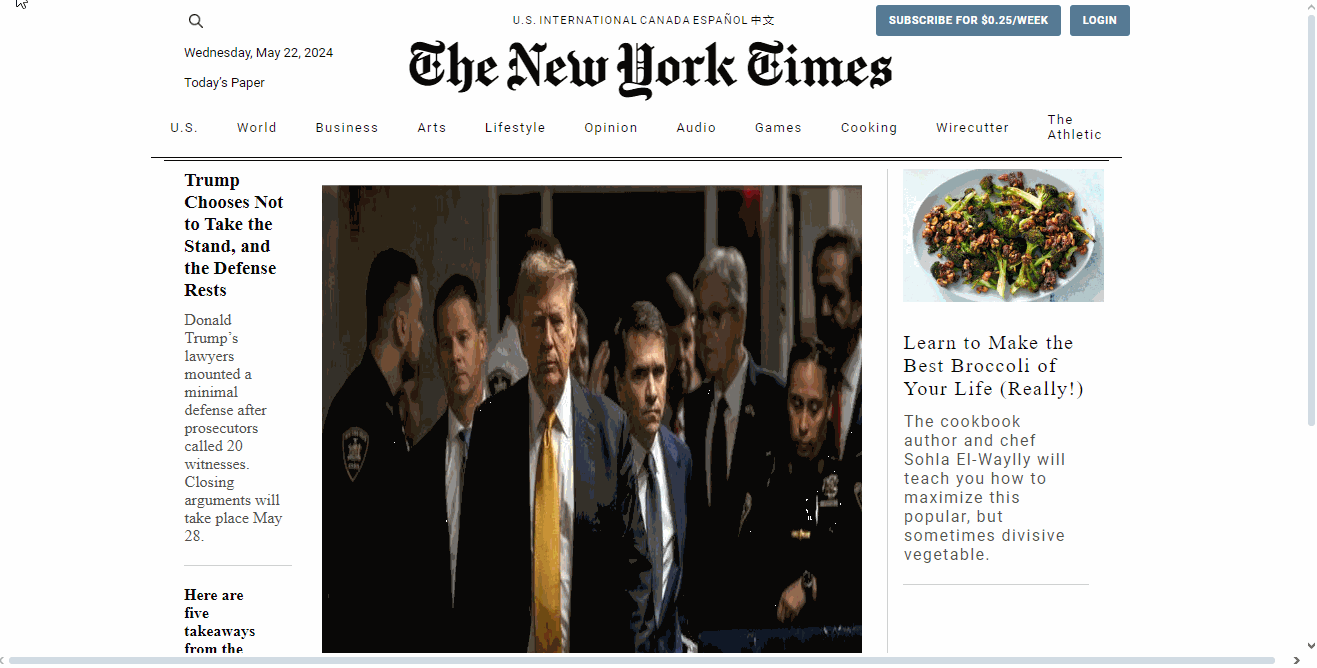 U.S. INTERNATIONAL CANADA ESPAÑOL 中文
SUBSCRIBE FOR $0.25/WEEK
LOGIN
Wednesday, May 22, 2024
Today's Paper
The New York Times
U.S. World Business Arts Lifestyle Opinion Audio Games Cooking Wirecutter The
Athletic
Trump
Chooses Not
to Take the
Stand, and
the Defense
Rests
Donald
Trump's
lawyers
mounted a
minimal
defense after
prosecutors
called 20
witnesses.
Closing
arguments will
take place May
28.
Here are
five
takeaways
from the
Learn to Make the
Best Broccoli of
Your Life (Really!)
The cookbook
author and chef
Sohla El-Waylly will
teach you how to
maximize this
popular, but
sometimes divisive
vegetable.